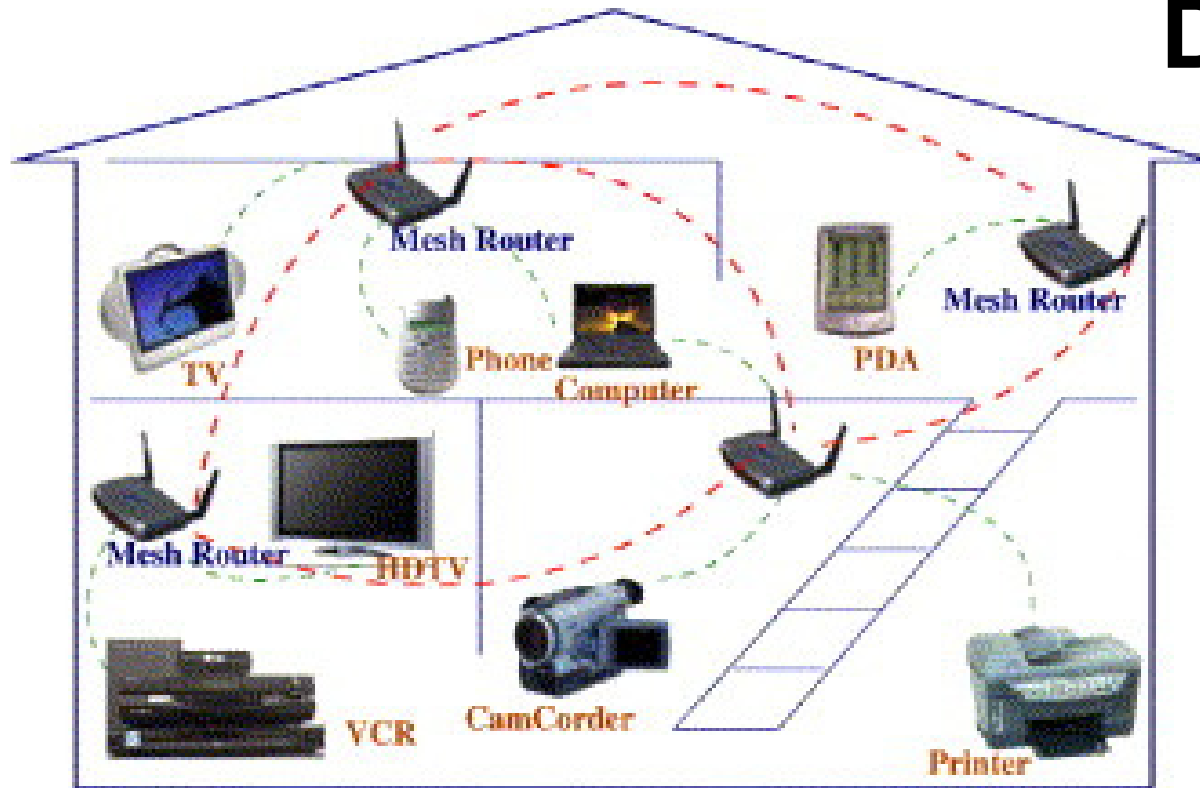 D
Mesh Router
Mesh Router
TV
Phone
Computer
PDA
Mesh Router
HDTV
VCR
CamCorder
Printer